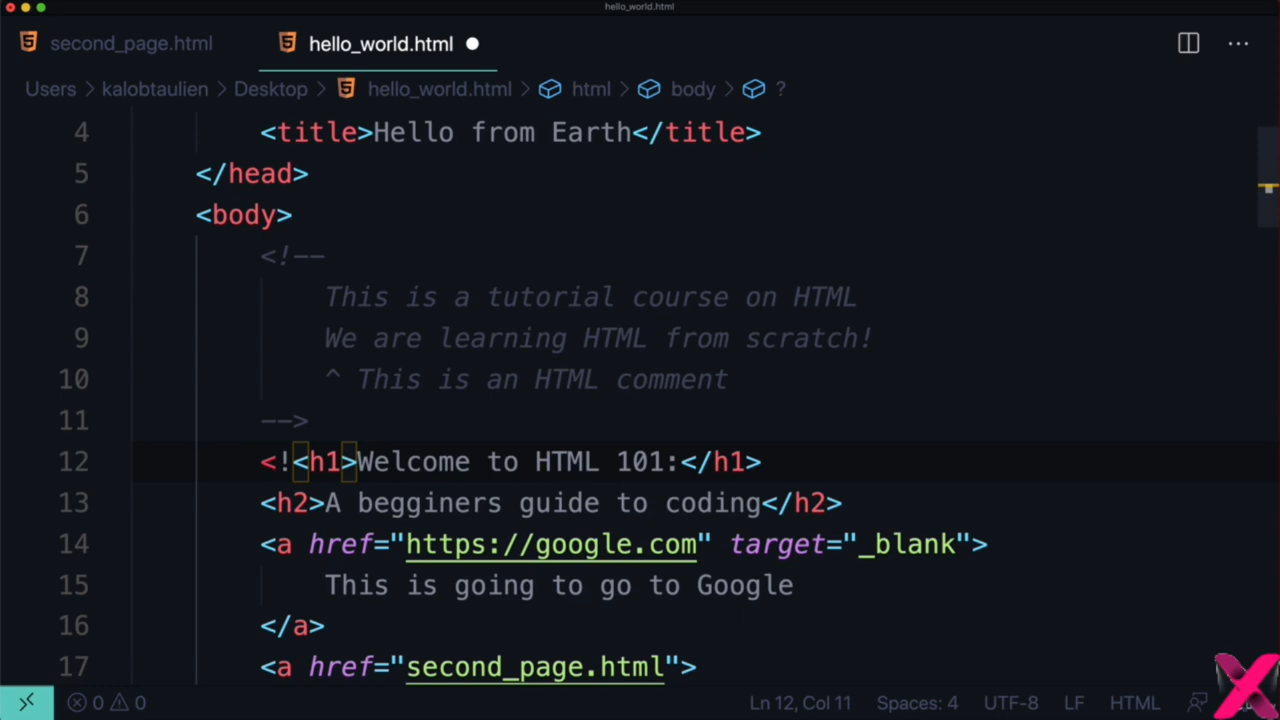 hello_world.html
second_page.html hello_world.html
Users > kalobtaulien > Desktop > hello_world.html > html > body > ?
4 <title>Hello from Earth</title>
5 </head>
6 <body>
7 <!--
8 This is a tutorial course on HTML
9 We are learning HTML from scratch!
10 ^ This is an HTML comment
11 -->
12 <!<h1>Welcome to HTML 101:</h1>
13 <h2>A begginers guide to coding</h2>
14 <a href="https://google.com" target="_blank">
15 This is going to go to Google
16 </a>
17 <a href="second_page.html">
0 0 Ln 12, Col 11 Spaces: 4 UTF-8 LF HTML
X